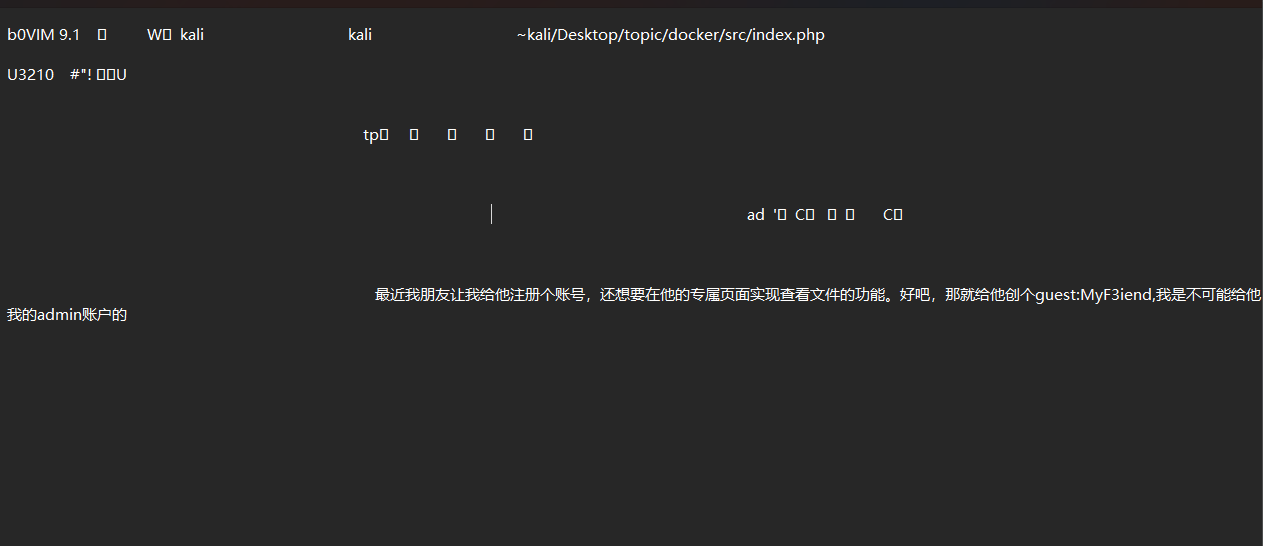 b0VIM 9.1 W kali kali ~kali/Desktop/topic/docker/src/index.php
U3210 #"! U
tp
ad ' C C
最近我朋友让我给他注册个账号，还想要在他的专属页面实现查看文件的功能。好吧，那就给他创个guest:MyF3iend,我是不可能给他
我的admin账户的